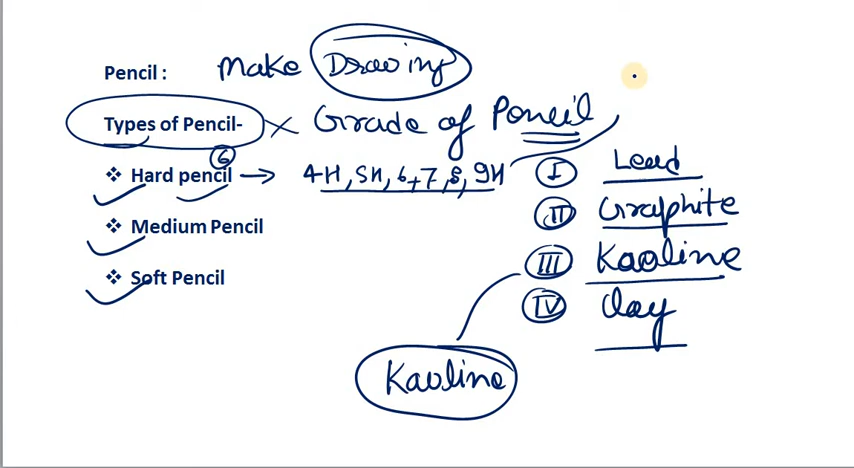 Pencil : Make Drawing
Types of Pencil- × Grade of Pencil
❖ Hard pencil 6 → 4H, 5H, 6, 7, 8, 9H
❖ Medium Pencil
❖ Soft Pencil
I Lead
II Graphite
III Kaoline
IV Clay
Kaoline